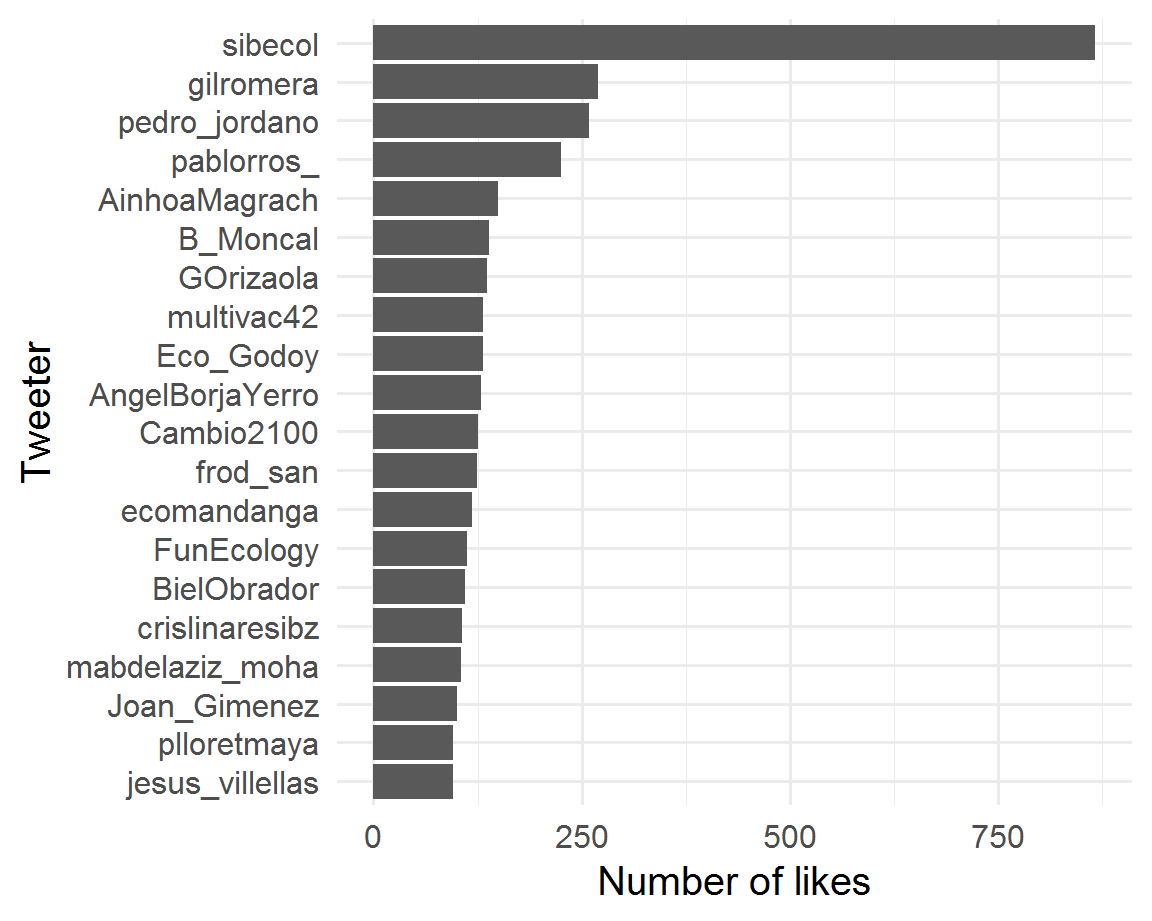 sibecol
gilromera
pedro_jordano
pablorros_
AinhoaMagrach
B_Moncal
GOrizaola
multivac42
Eco_Godoy
AngelBorjaYerro
Cambio2100
frod_san
ecomandanga
FunEcology
BielObrador
crislinaresibz
mabdelaziz_moha
Joan_Gimenez
plloretmaya
jesus_villellas
Tweeter
0 250 500 750
Number of likes